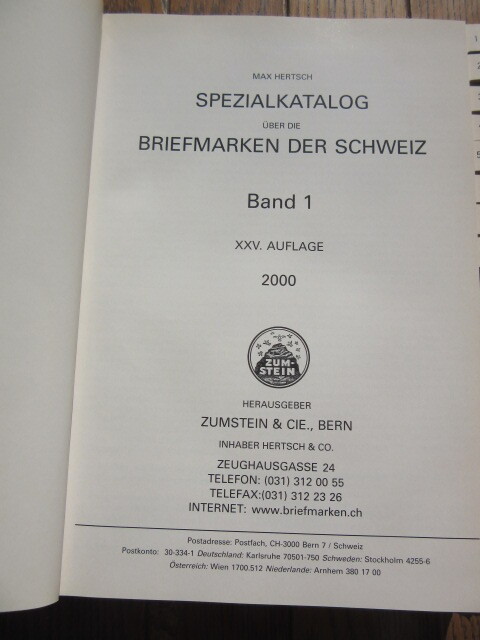 MAX HERTSCH
SPEZIALKATALOG
ÜBER DIE
BRIEFMARKEN DER SCHWEIZ
Band 1
XXV. AUFLAGE
2000
ZUM-
STEIN
HERAUSGEBER
ZUMSTEIN & CIE., BERN
INHABER HERTSCH & CO.
ZEUGHAUSGASSE 24
TELEFON: (031) 312 00 55
TELEFAX:(031) 312 23 26
INTERNET: www.briefmarken.ch
Postadresse: Postfach, CH-3000 Bern 7 / Schweiz
Postkonto: 30-334-1 Deutschland: Karlsruhe 70501-750 Schweden: Stockholm 4255-6
Österreich: Wien 1700.512 Niederlande: Arnhem 380 17 00